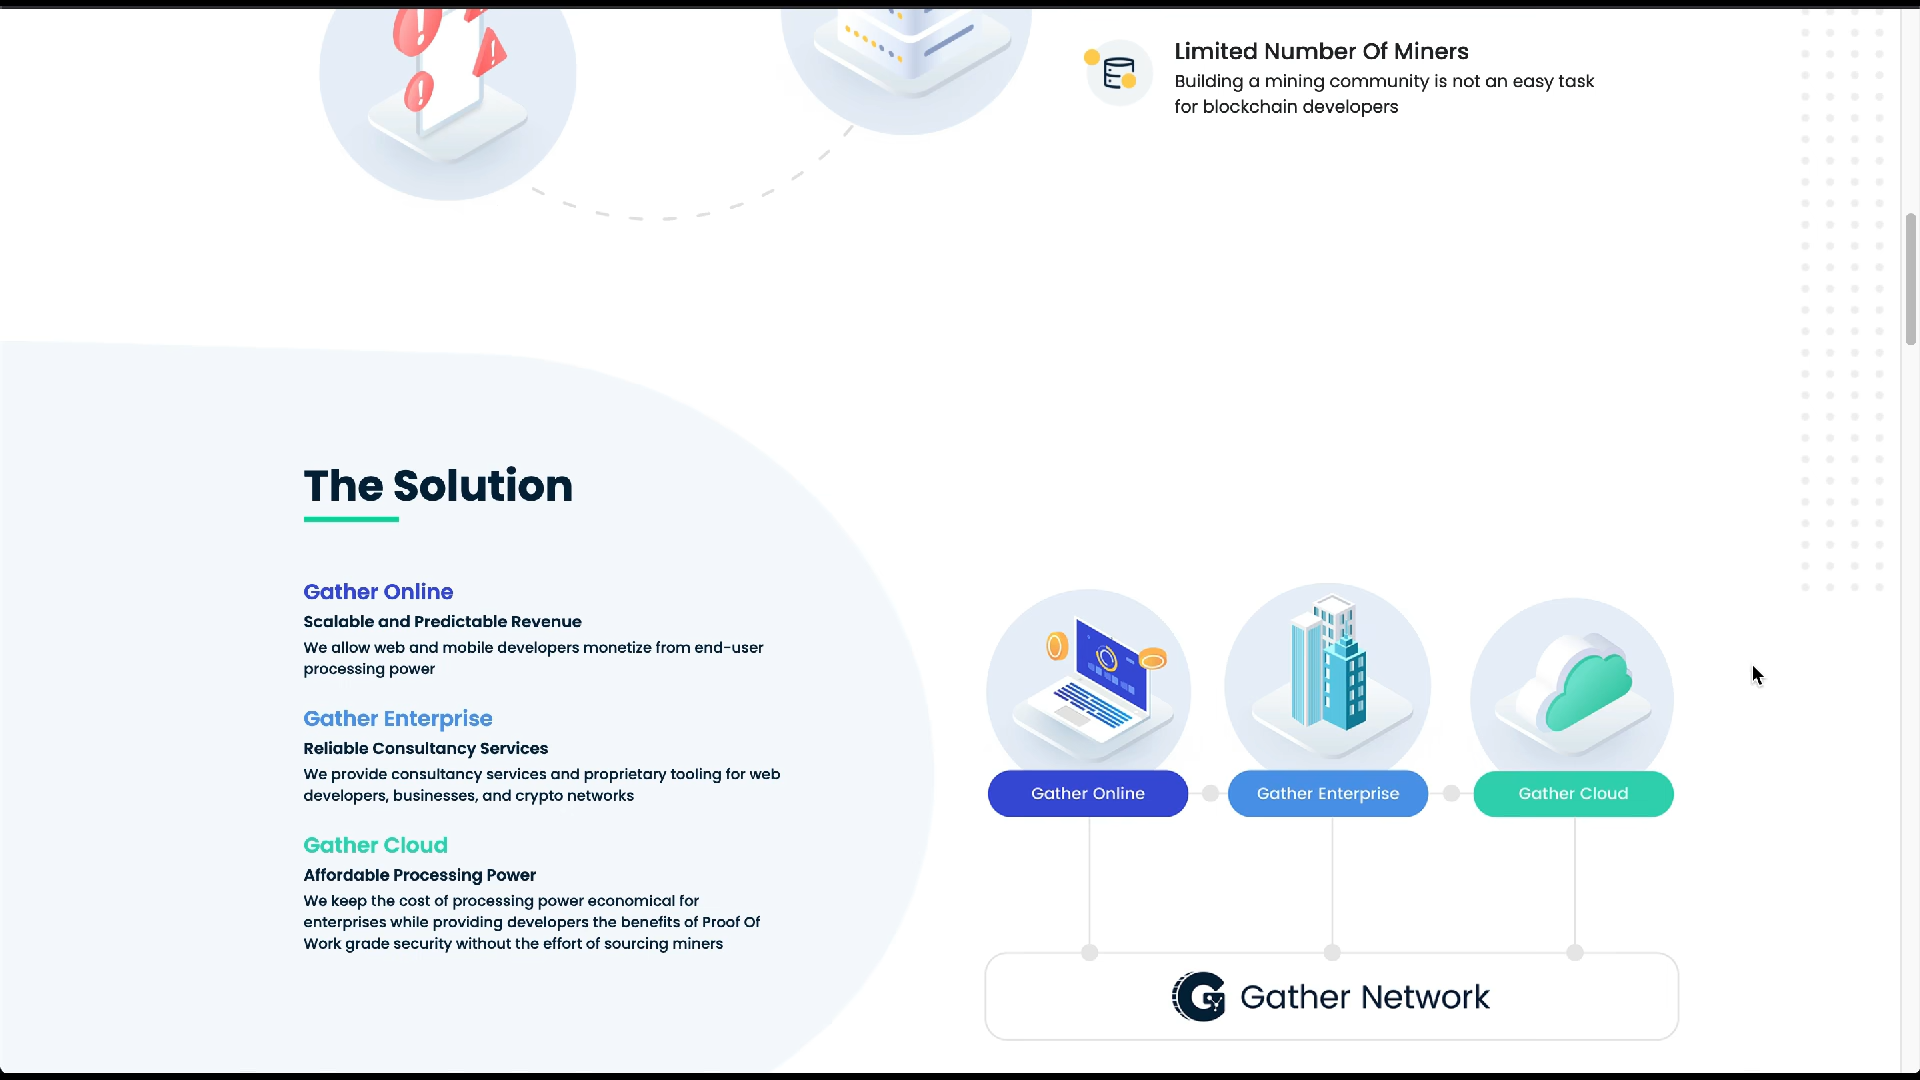 Limited Number Of Miners
Building a mining community is not an easy task
for blockchain developers
The Solution
Gather Online
Scalable and Predictable Revenue
We allow web and mobile developers monetize from end-user
processing power
Gather Enterprise
Reliable Consultancy Services
We provide consultancy services and proprietary tooling for web
developers, businesses, and crypto networks
Gather Cloud
Affordable Processing Power
We keep the cost of processing power economical for
enterprises while providing developers the benefits of Proof Of
Work grade security without the effort of sourcing miners
Gather Online
Gather Enterprise
Gather Cloud
Gather Network